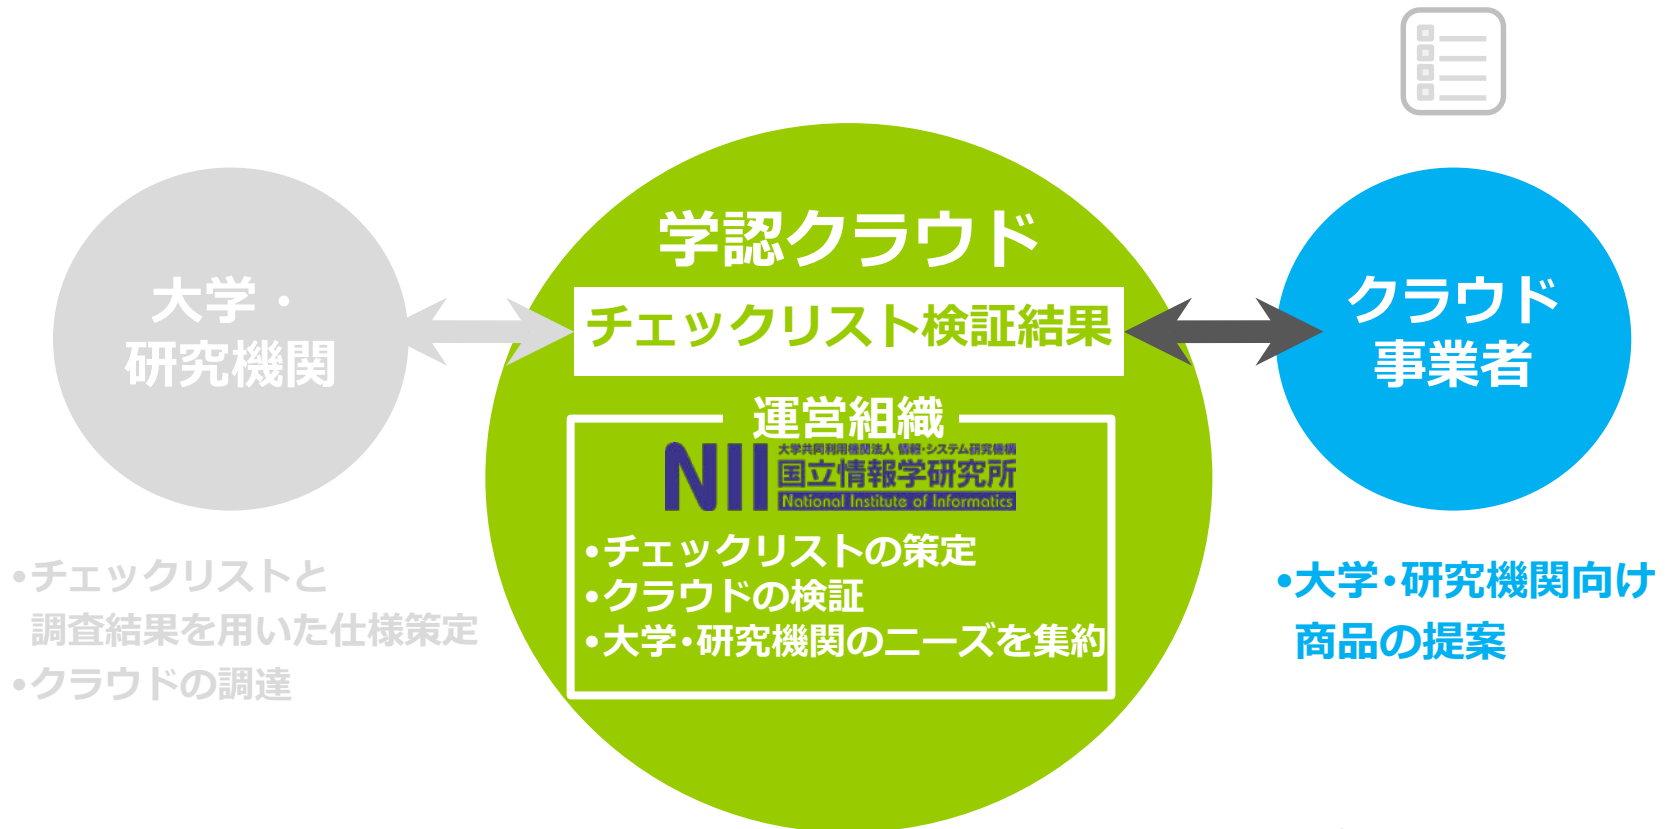 学認クラウド
チェックリスト検証結果
大学・
研究機関
クラウド
事業者
運営組織
NII
大学共同利用機関法人 情報・システム研究機構
国立情報学研究所
National Institute of Informatics
•チェックリストの策定
•クラウドの検証
•大学・研究機関のニーズを集約
•チェックリストと
調査結果を用いた仕様策定
•クラウドの調達
•大学・研究機関向け
商品の提案